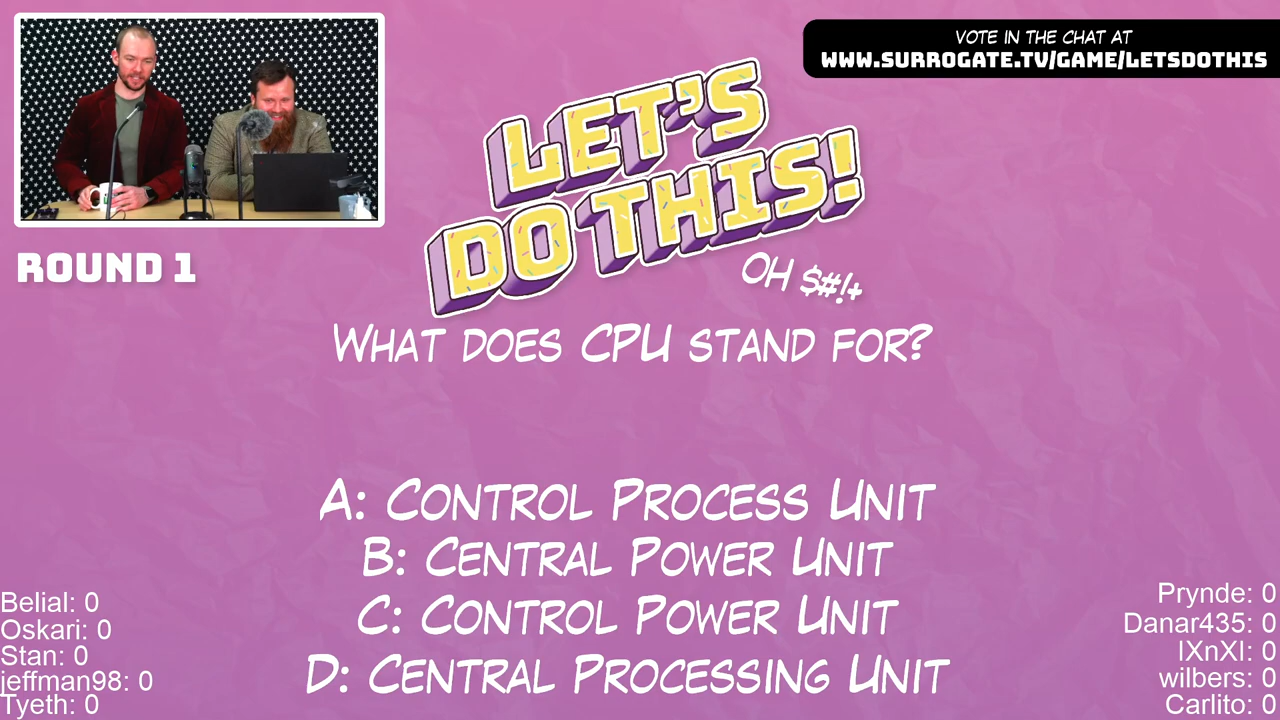 VOTE IN THE CHAT AT
WWW.SURROGATE.TV/GAME/LETSDOTHIS
LET'S
DO THIS!
OH $#!+
ROUND 1
WHAT DOES CPU STAND FOR?
A: CONTROL PROCESS UNIT
B: CENTRAL POWER UNIT
C: CONTROL POWER UNIT
D: CENTRAL PROCESSING UNIT
Belial: 0
Oskari: 0
Stan: 0
jeffman98: 0
Tyeth: 0
Prynde: 0
Danar435: 0
IXnXI: 0
wilbers: 0
Carlito: 0